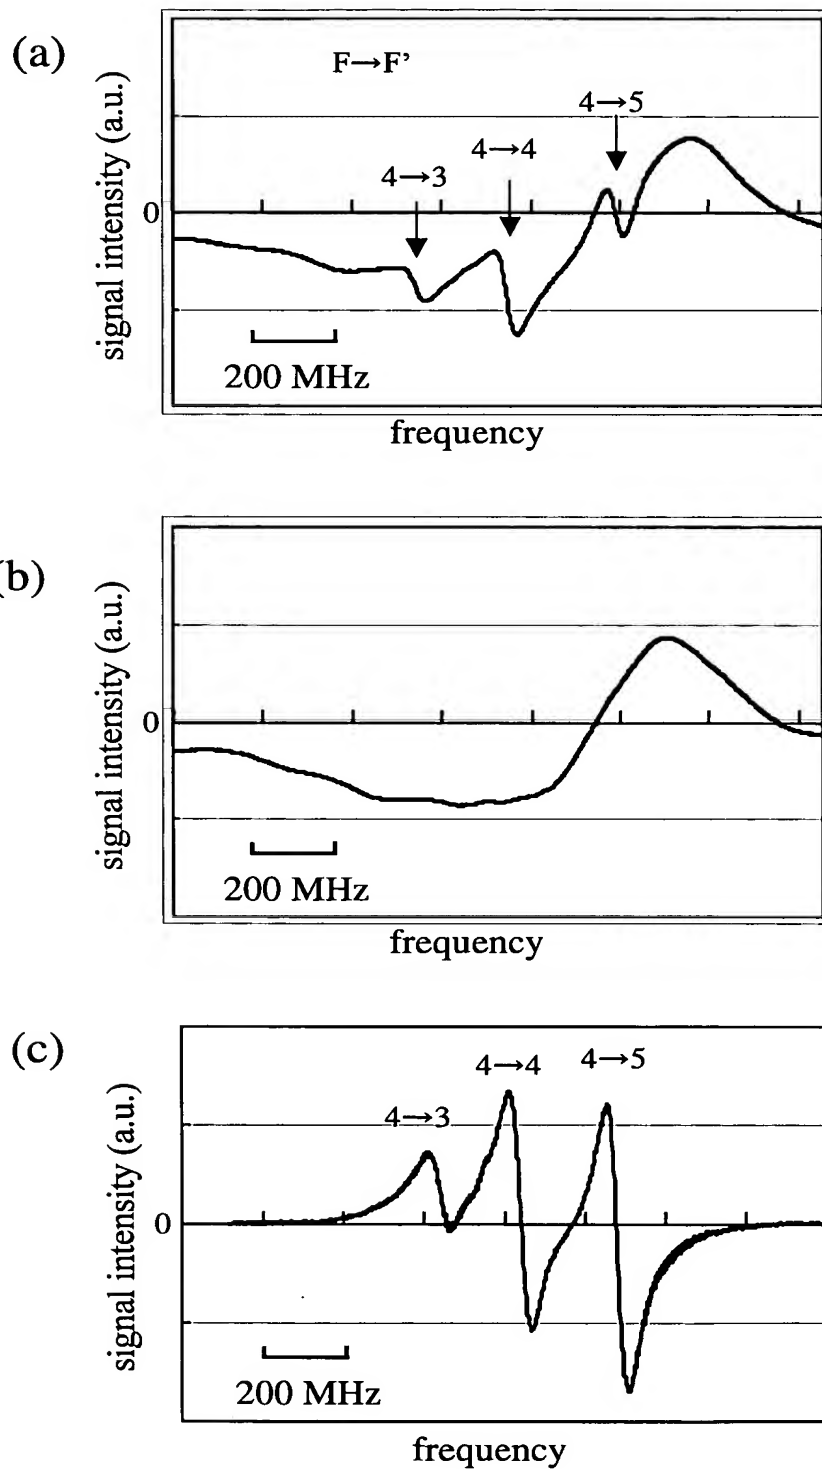 (a)
F→F’
4→5
4→4
4→3
0
signal intensity (a.u.)
200 MHz
frequency
(b)
0
signal intensity (a.u.)
200 MHz
frequency
(c)
4→4
4→5
4→3
0
signal intensity (a.u.)
200 MHz
frequency